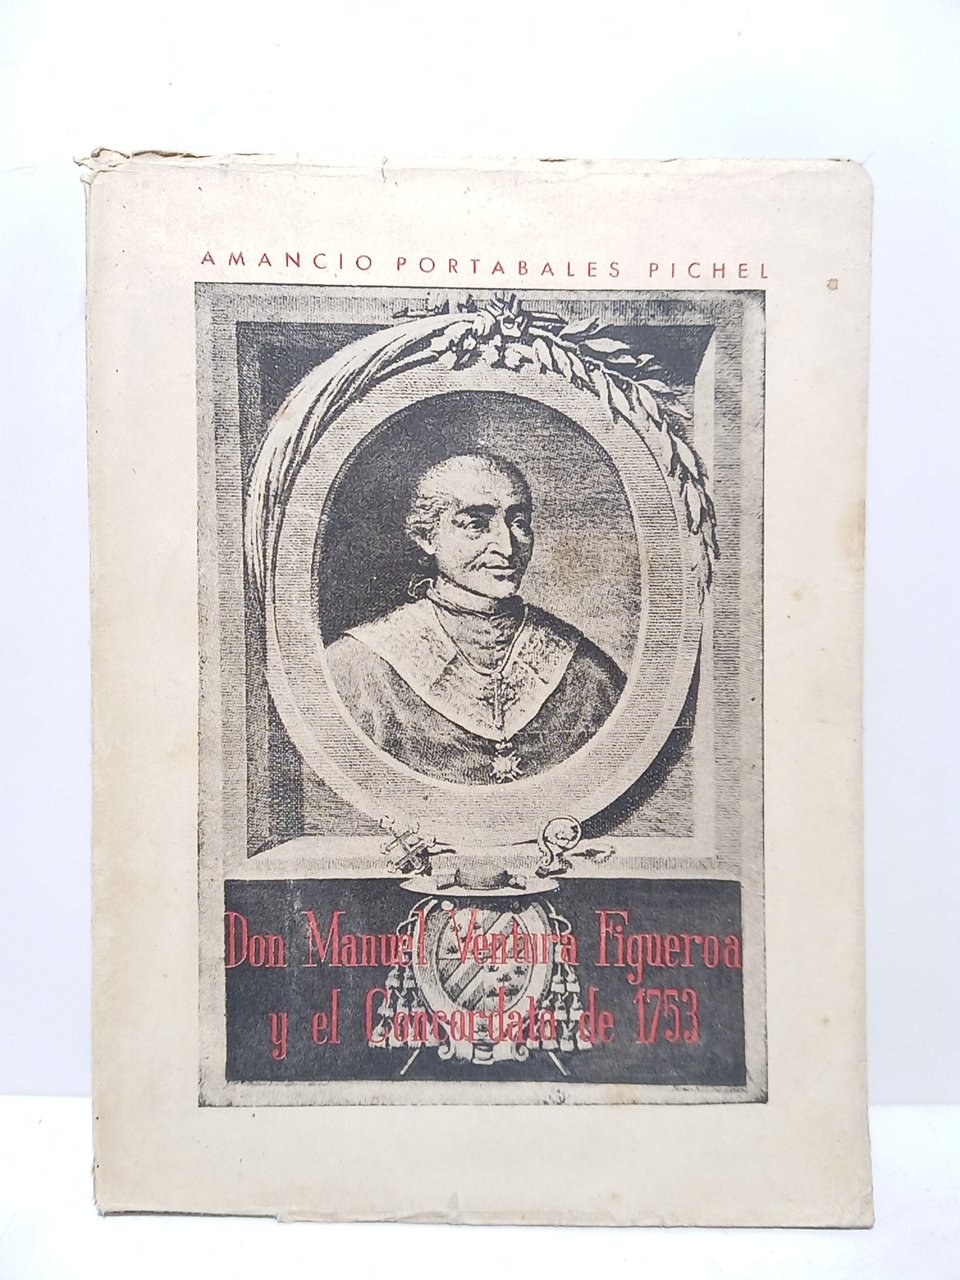 AMANCIO PORTABALES PICHEL
Don Manuel Ventura Figueroa
y el Concordato de 1753